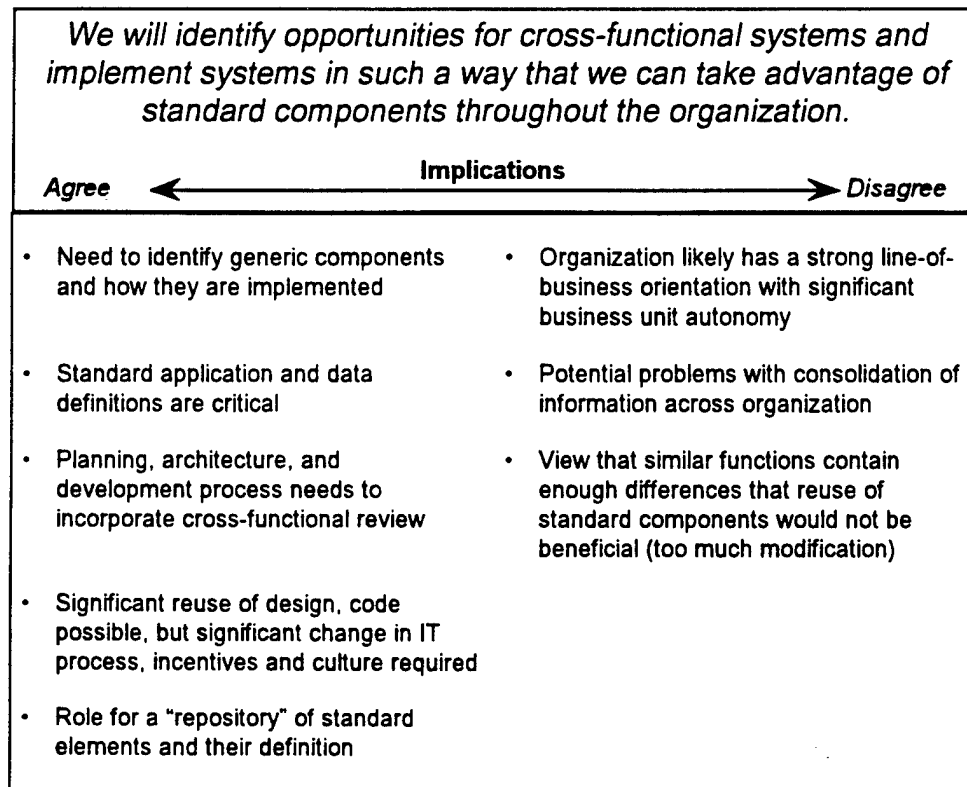 We will identify opportunities for cross-functional systems and
implement systems in such a way that we can take advantage of
standard components throughout the organization.
Implications
Agree Disagree
• Need to identify generic components
and how they are implemented
• Standard application and data
definitions are critical
• Planning, architecture, and
development process needs to
incorporate cross-functional review
• Significant reuse of design, code
possible, but significant change in IT
process, incentives and culture required
• Role for a "repository" of standard
elements and their definition
• Organization likely has a strong line-of-
business orientation with significant
business unit autonomy
• Potential problems with consolidation of
information across organization
• View that similar functions contain
enough differences that reuse of
standard components would not be
beneficial (too much modification)